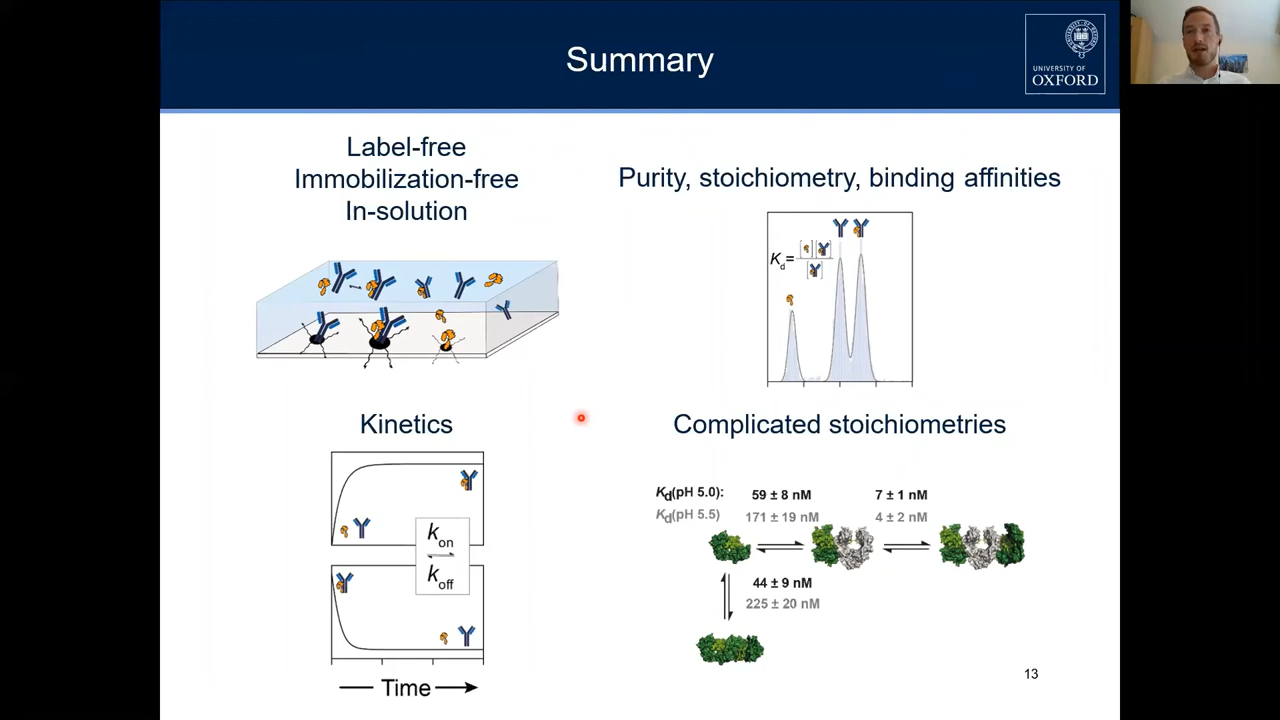 Summary
UNIVERSITY OF
OXFORD
Label-free
Immobilization-free
In-solution
Purity, stoichiometry, binding affinities
Kd=
Kinetics
kon
koff
Time
Complicated stoichiometries
Kd(pH 5.0): 59 ± 8 nM 7 ± 1 nM
Kd(pH 5.5) 171 ± 19 nM 4 ± 2 nM
44 ± 9 nM
225 ± 20 nM
13